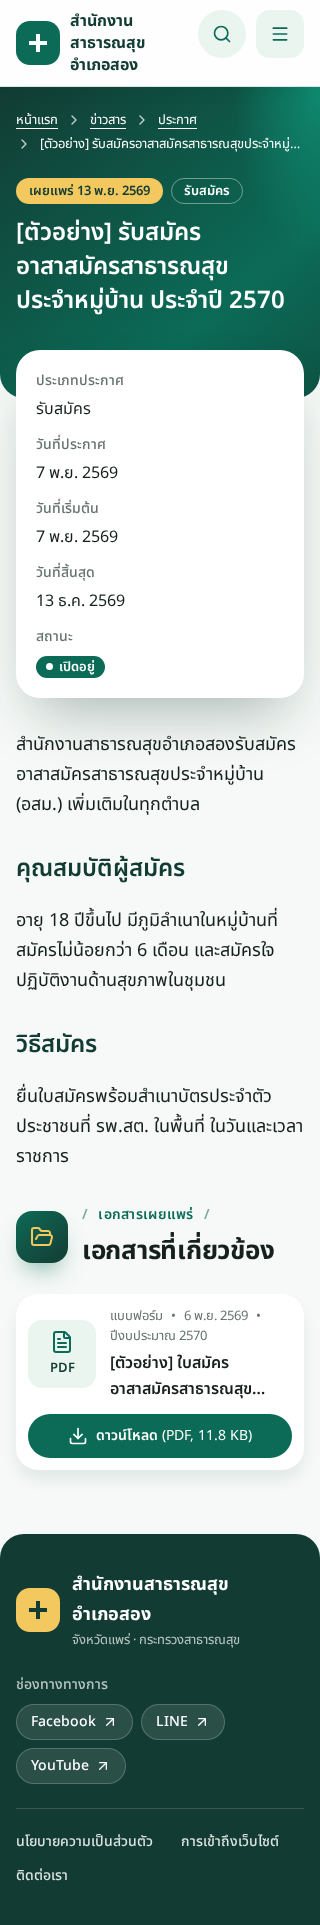 สำนักงาน
สาธารณสุข
อำเภอสอง
หน้าแรก > ข่าวสาร > ประกาศ
> [ตัวอย่าง] รับสมัครอาสาสมัครสาธารณสุขประจำหมู่...
เผยแพร่ 13 พ.ย. 2569 รับสมัคร
[ตัวอย่าง] รับสมัคร
อาสาสมัครสาธารณสุข
ประจำหมู่บ้าน ประจำปี 2570
ประเภทประกาศ
รับสมัคร
วันที่ประกาศ
7 พ.ย. 2569
วันที่เริ่มต้น
7 พ.ย. 2569
วันที่สิ้นสุด
13 ธ.ค. 2569
สถานะ
เปิดอยู่
สำนักงานสาธารณสุขอำเภอสองรับสมัคร
อาสาสมัครสาธารณสุขประจำหมู่บ้าน
(อสม.) เพิ่มเติมในทุกตำบล
คุณสมบัติผู้สมัคร
อายุ 18 ปีขึ้นไป มีภูมิลำเนาในหมู่บ้านที่
สมัครไม่น้อยกว่า 6 เดือน และสมัครใจ
ปฏิบัติงานด้านสุขภาพในชุมชน
วิธีสมัคร
ยื่นใบสมัครพร้อมสำเนาบัตรประจำตัว
ประชาชนที่ รพ.สต. ในพื้นที่ ในวันและเวลา
ราชการ
/ เอกสารเผยแพร่ /
เอกสารที่เกี่ยวข้อง
แบบฟอร์ม • 6 พ.ย. 2569 •
ปีงบประมาณ 2570
PDF
[ตัวอย่าง] ใบสมัคร
อาสาสมัครสาธารณสุข...
ดาวน์โหลด (PDF, 11.8 KB)
สำนักงานสาธารณสุข
อำเภอสอง
จังหวัดแพร่ · กระทรวงสาธารณสุข
ช่องทางทางการ
Facebook LINE
YouTube
นโยบายความเป็นส่วนตัว การเข้าถึงเว็บไซต์
ติดต่อเรา